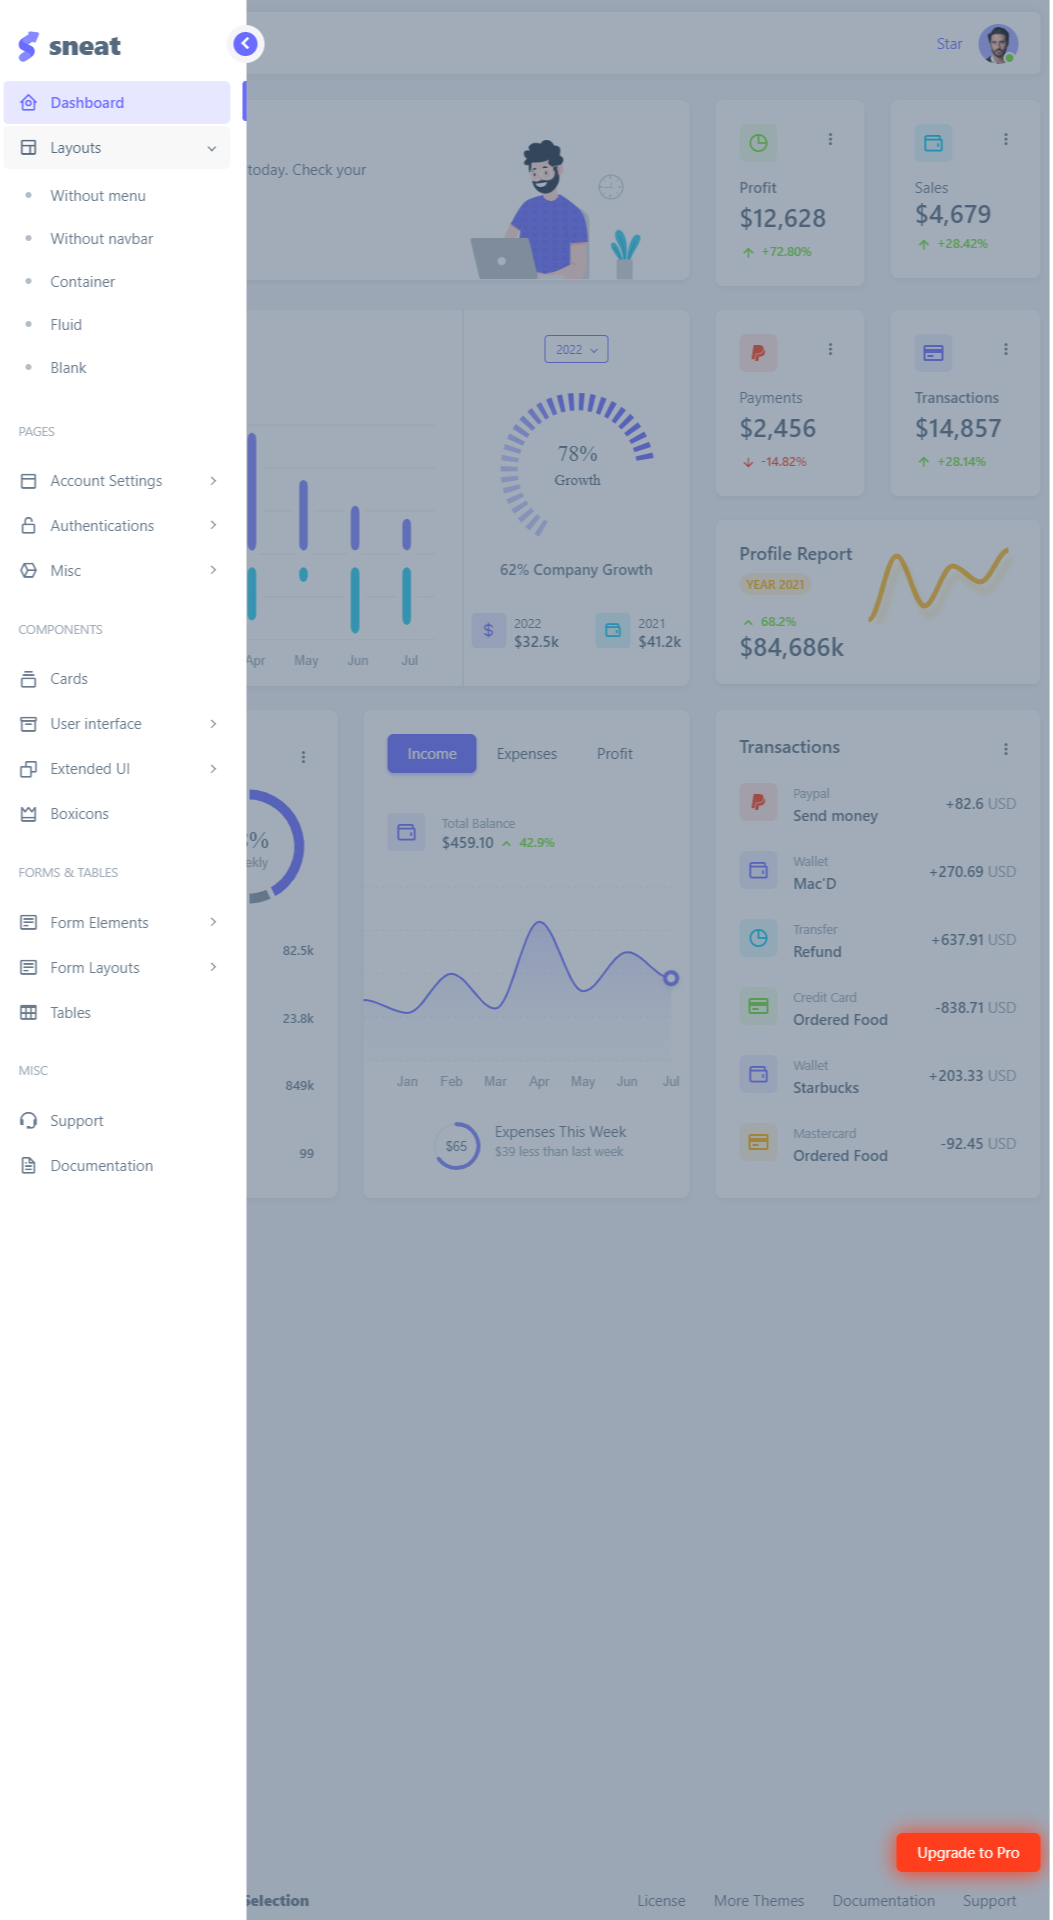 sneat
Dashboard
Layouts
Without menu
Without navbar
Container
Fluid
Blank
PAGES
Account Settings
Authentications
Misc
COMPONENTS
Cards
User interface
Extended UI
Boxicons
FORMS & TABLES
Form Elements
Form Layouts
Tables
MISC
Support
Documentation
Star
today. Check your
Profit
$12,628
+72.80%
Sales
$4,679
+28.42%
2022
78%
Growth
62% Company Growth
2022
$32.5k
2021
$41.2k
Apr May Jun Jul
Payments
$2,456
-14.82%
Transactions
$14,857
+28.14%
Profile Report
YEAR 2021
68.2%
$84,686k
%
82.5k
23.8k
849k
99
Income Expenses Profit
Total Balance
$459.10 42.9%
Jan Feb Mar Apr May Jun Jul
$65
Expenses This Week
$39 less than last week
Transactions
Paypal
Send money
+82.6 USD
Wallet
Mac'D
+270.69 USD
Transfer
Refund
+637.91 USD
Credit Card
Ordered Food
-838.71 USD
Wallet
Starbucks
+203.33 USD
Mastercard
Ordered Food
-92.45 USD
Upgrade to Pro
Selection
License More Themes Documentation Support